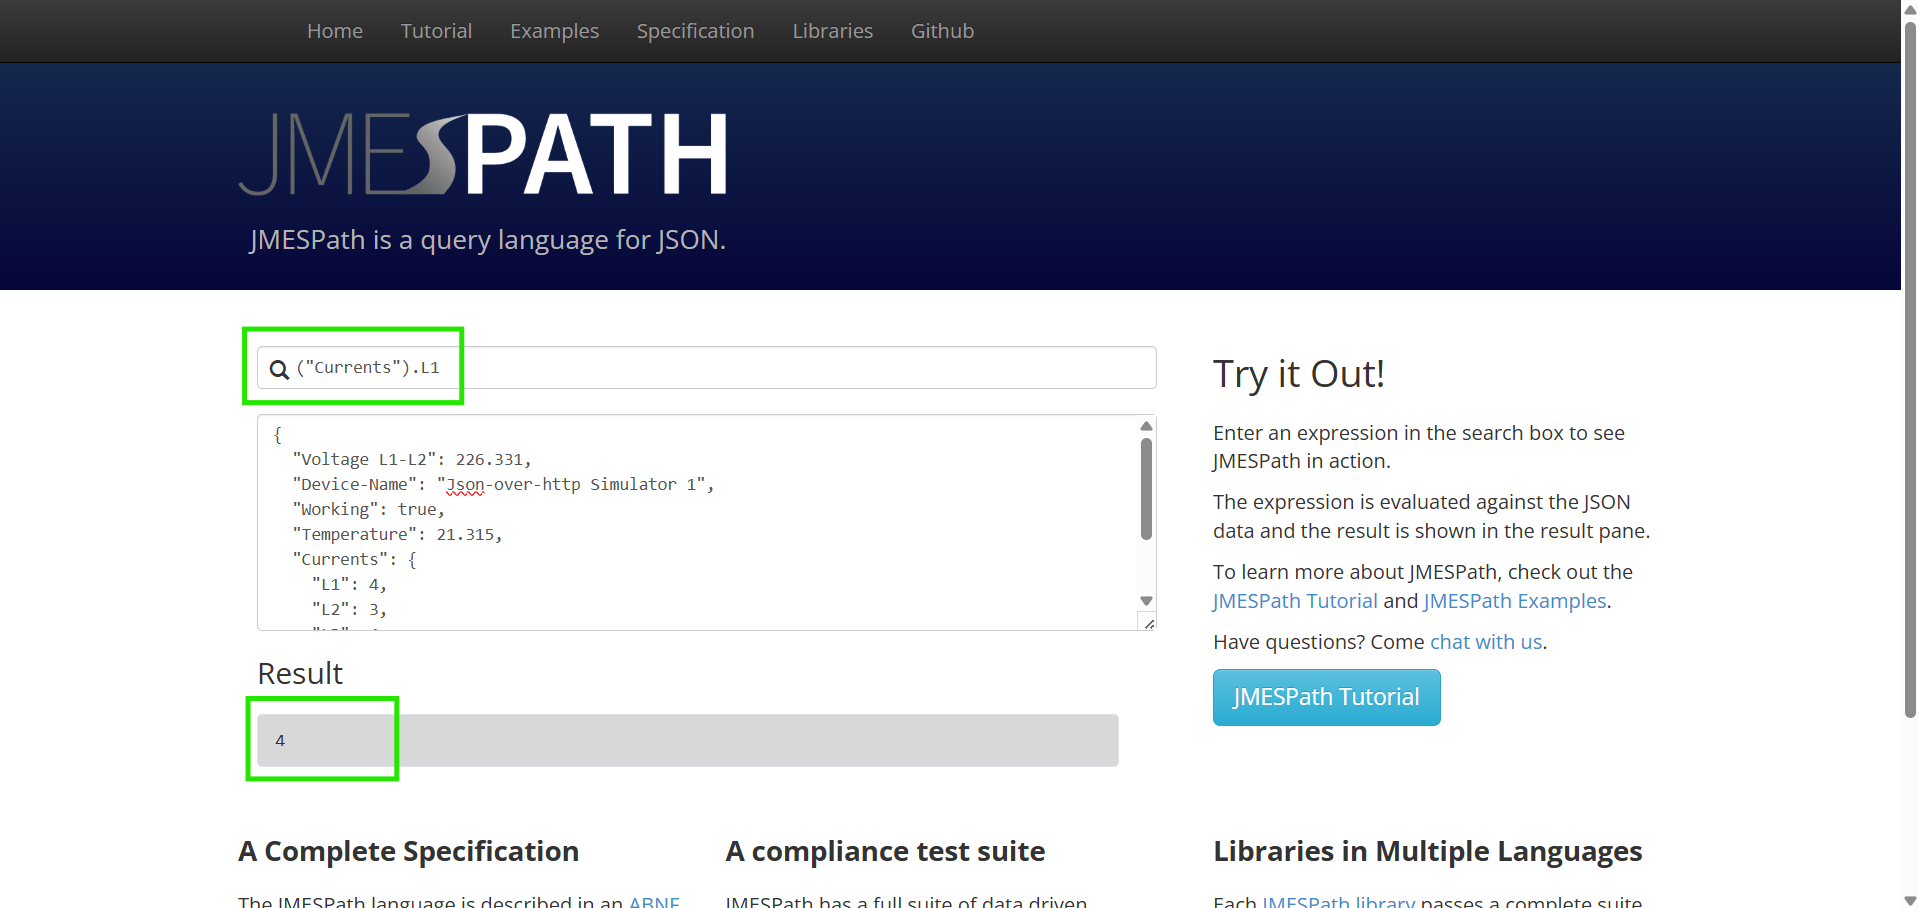 Home Tutorial Examples Specification Libraries Github
JMESPATH
JMESPath is a query language for JSON.
("Currents").L1
{
"Voltage L1-L2": 226.331,
"Device-Name": "Json-over-http Simulator 1",
"Working": true,
"Temperature": 21.315,
"Currents": {
"L1": 4,
"L2": 3,
Result
4
Try it Out!
Enter an expression in the search box to see
JMESPath in action.
The expression is evaluated against the JSON
data and the result is shown in the result pane.
To learn more about JMESPath, check out the
JMESPath Tutorial and JMESPath Examples.
Have questions? Come chat with us.
JMESPath Tutorial
A Complete Specification
The JMESPath language is described in an ABNF
A compliance test suite
JMESPath has a full suite of data driven
Libraries in Multiple Languages
Each JMESPath library passes a complete suite